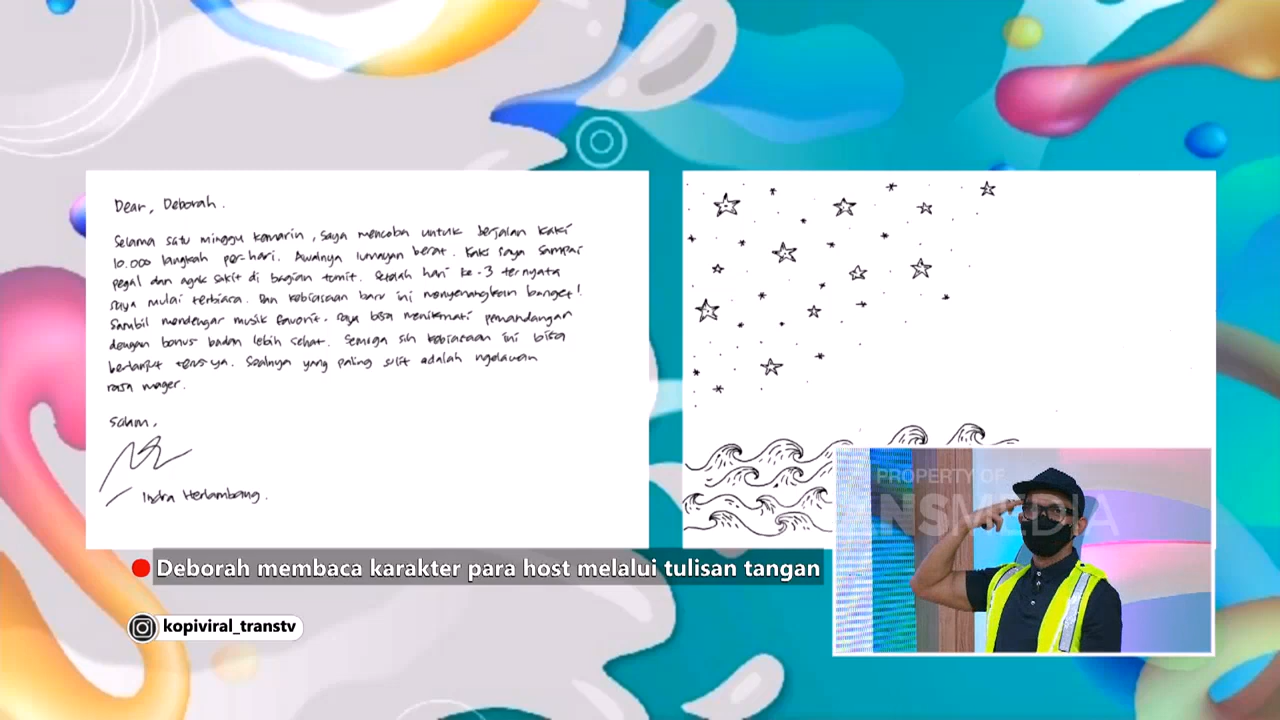 Dear, Deborah.
Selama satu minggu kemarin, saya mencoba untuk berjalan kaki
10.000 langkah per-hari. Awalnya lumayan berat. Kaki saya sampai
pegal dan agak sakit di bagian tumit. Setelah hari ke-3 ternyata
saya mulai terbiasa. Dan kebiasaan baru ini menyenangkan banget!
Sambil mendengar musik favorit, saya bisa menikmati pemandangan
dengan bonus badan lebih sehat. Semoga sih kebiasaan ini bisa
berlanjut terus ya. Soalnya yang paling sulit adalah ngelawan
rasa mager.
Salam,
Indra Herlambang.
PROPERTY OF
TRANSMEDIA
Deborah membaca karakter para host melalui tulisan tangan
kopiviral_transtv